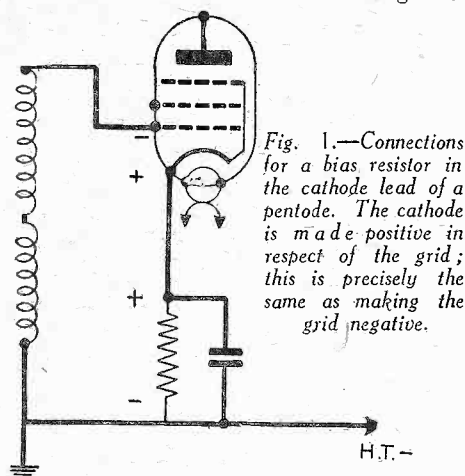 Fig. 1.—Connections
for a bias resistor in
the cathode lead of a
pentode. The cathode
is made positive in
respect of the grid;
this is precisely the
same as making the
grid negative.
−
+
+
−
H.T.−